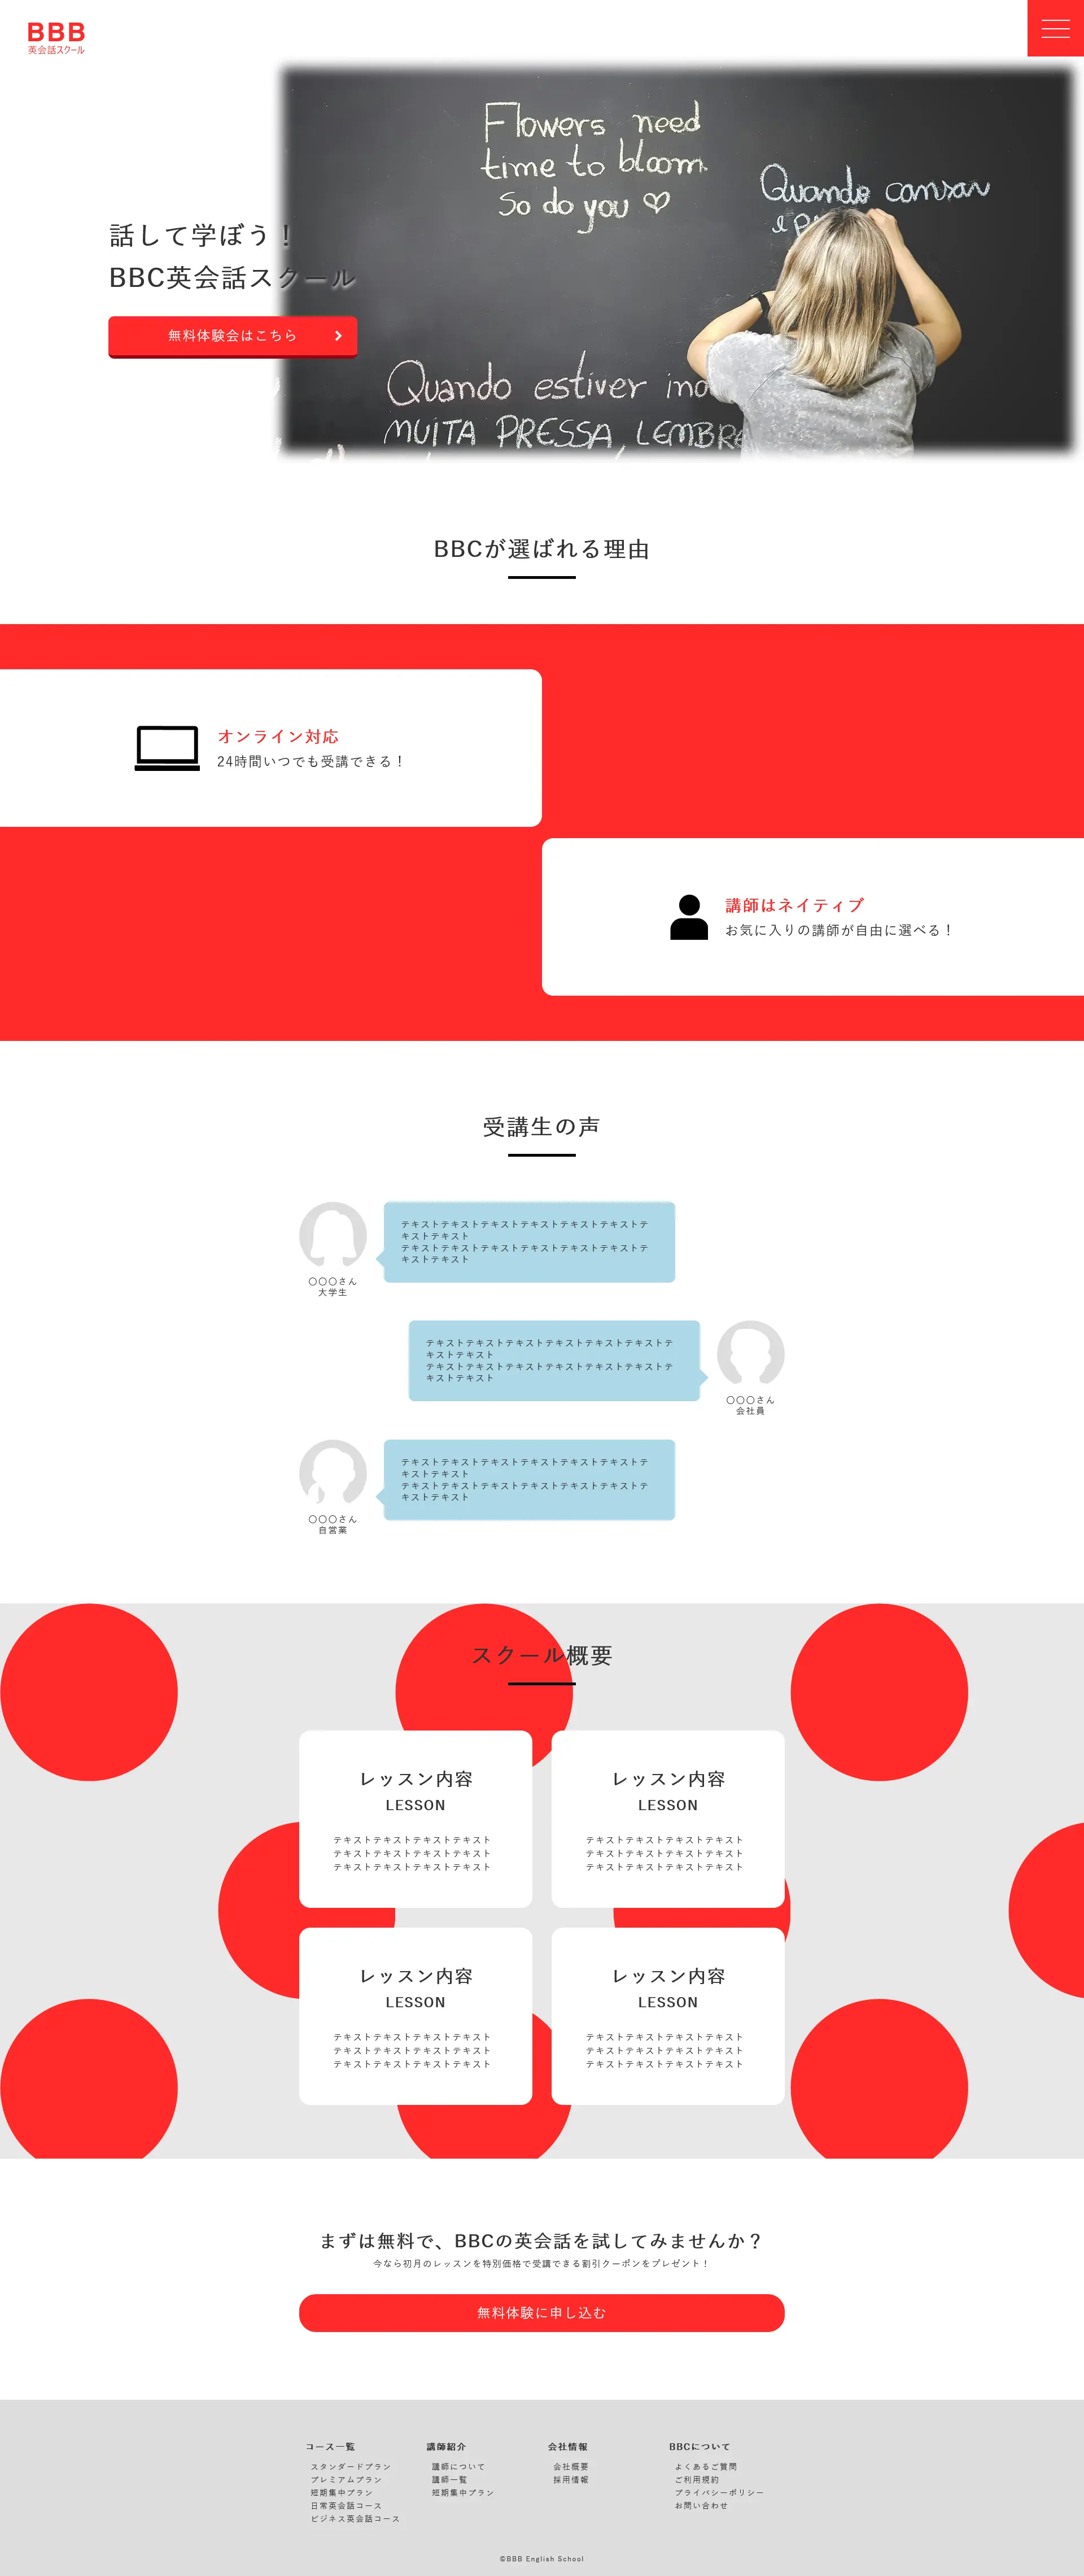 BBB
英会話スクール
Flowers need
time to bloom
So do you ♡
Quando cansar
話して学ぼう！
BBC英会話スクール
無料体験会はこちら
Quando estiver
MUITA PRESSA LEMBRE
BBCが選ばれる理由
オンライン対応
24時間いつでも受講できる！
講師はネイティブ
お気に入りの講師が自由に選べる！
受講生の声
テキストテキストテキストテキストテキストテキストテ
キストテキスト
テキストテキストテキストテキストテキストテキストテ
キストテキスト
〇〇〇さん
大学生
テキストテキストテキストテキストテキストテキストテ
キストテキスト
テキストテキストテキストテキストテキストテキストテ
キストテキスト
〇〇〇さん
会社員
テキストテキストテキストテキストテキストテキストテ
キストテキスト
テキストテキストテキストテキストテキストテキストテ
キストテキスト
〇〇〇さん
自営業
スクール概要
レッスン内容
LESSON
テキストテキストテキストテキスト
テキストテキストテキストテキスト
テキストテキストテキストテキスト
レッスン内容
LESSON
テキストテキストテキストテキスト
テキストテキストテキストテキスト
テキストテキストテキストテキスト
レッスン内容
LESSON
テキストテキストテキストテキスト
テキストテキストテキストテキスト
テキストテキストテキストテキスト
レッスン内容
LESSON
テキストテキストテキストテキスト
テキストテキストテキストテキスト
テキストテキストテキストテキスト
まずは無料で、BBCの英会話を試してみませんか？
今なら初月のレッスンを特別価格で受講できる割引クーポンをプレゼント！
無料体験に申し込む
コース一覧
スタンダードプラン
プレミアムプラン
短期集中プラン
日常英会話コース
ビジネス英会話コース
講師紹介
講師について
講師一覧
短期集中プラン
会社情報
会社概要
採用情報
BBCについて
よくあるご質問
ご利用規約
プライバシーポリシー
お問い合わせ
©BBB English School